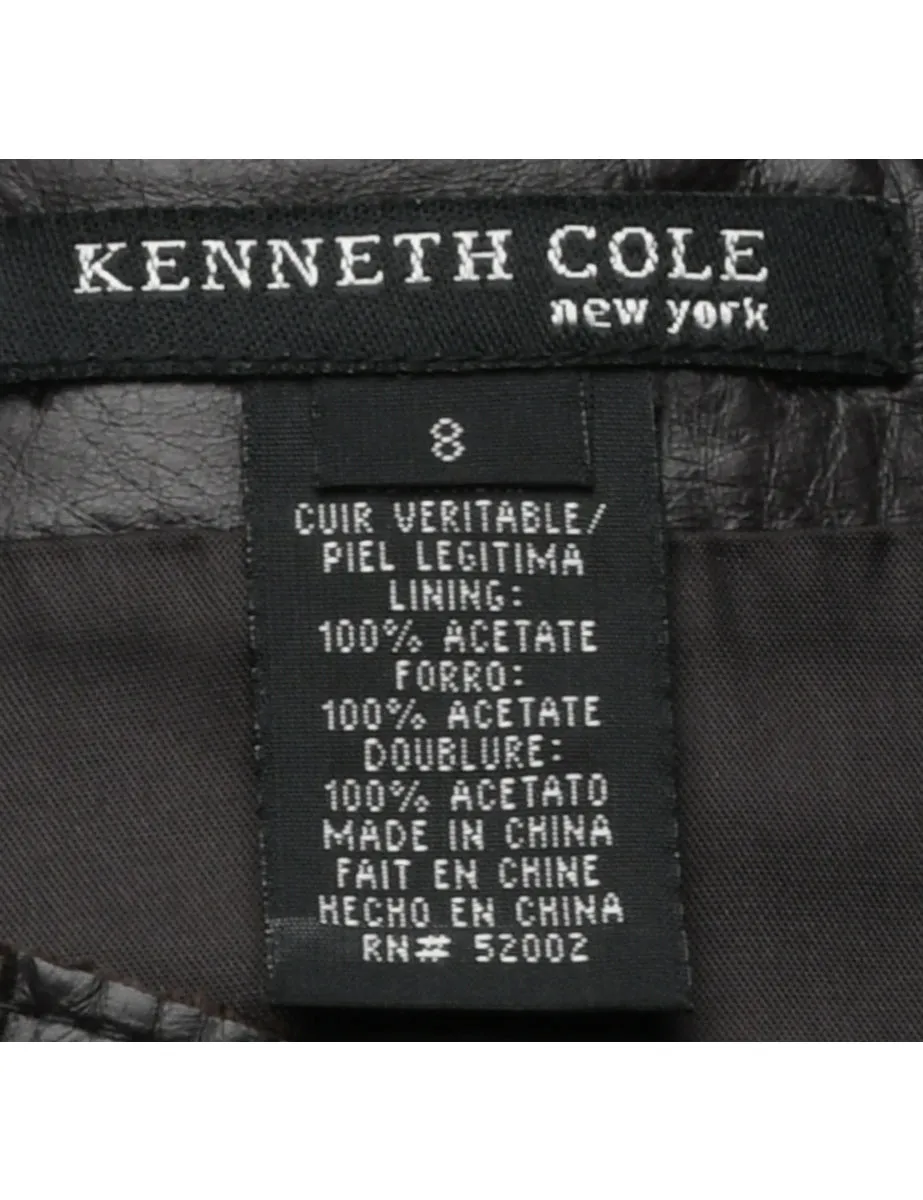 KENNETH COLE
new york
8
CUIR VERITABLE/
PIEL LEGITIMA
LINING:
100% ACETATE
FORRO:
100% ACETATE
DOUBLURE:
100% ACETATO
MADE IN CHINA
FAIT EN CHINE
HECHO EN CHINA
RN# 52002